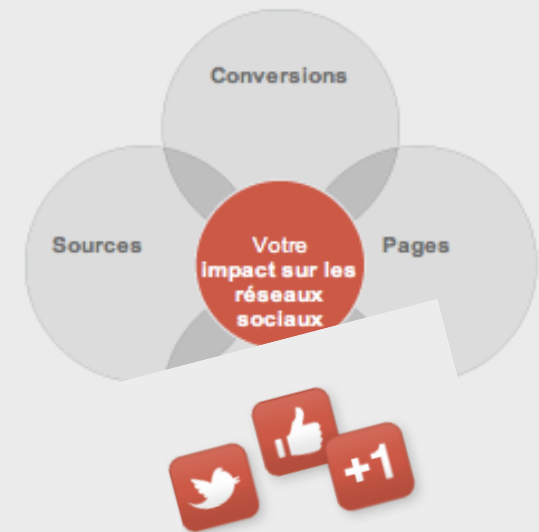 Conversions
Sources
Votre
impact sur les
réseaux
sociaux
Pages
+1